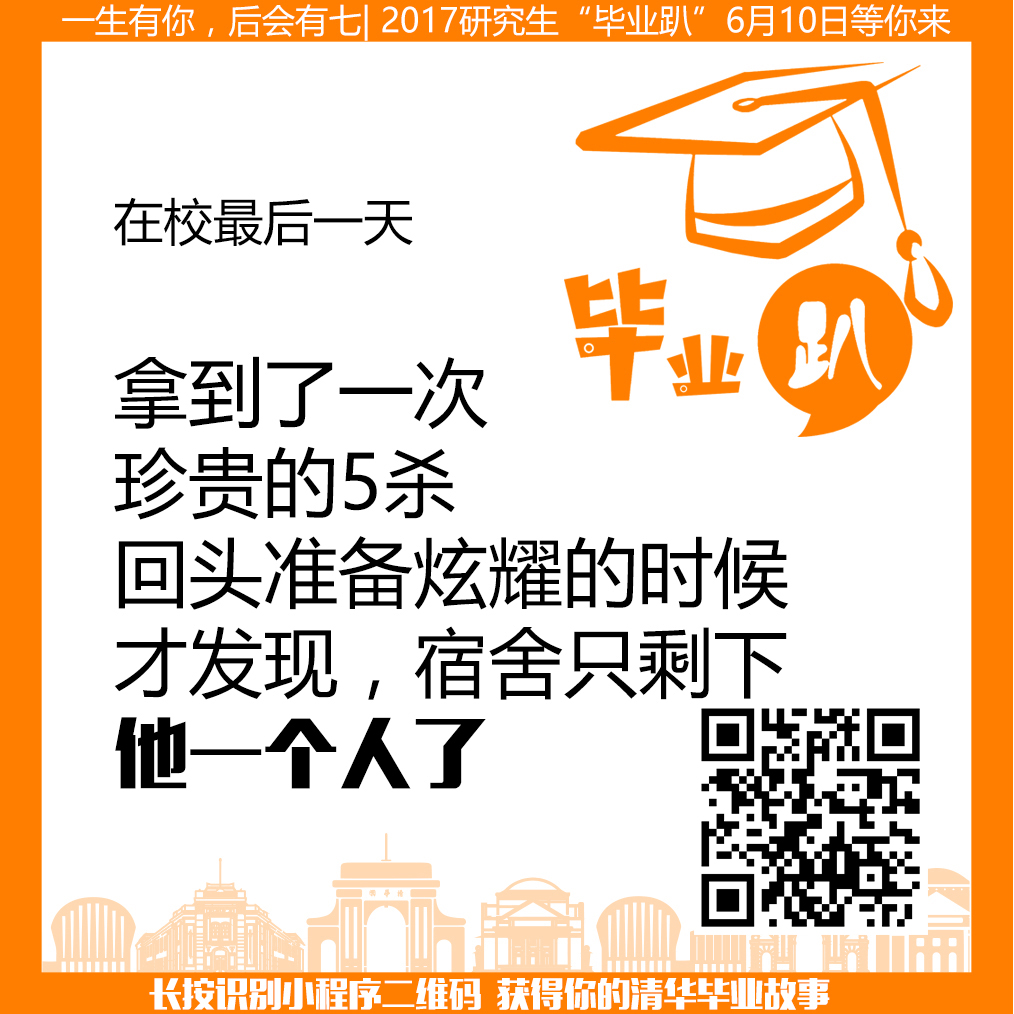 一生有你，后会有七| 2017研究生“毕业趴”6月10日等你来
在校最后一天
毕业趴
拿到了一次
珍贵的5杀
回头准备炫耀的时候
才发现，宿舍只剩下
他一个人了
长按识别小程序二维码 获得你的清华毕业故事